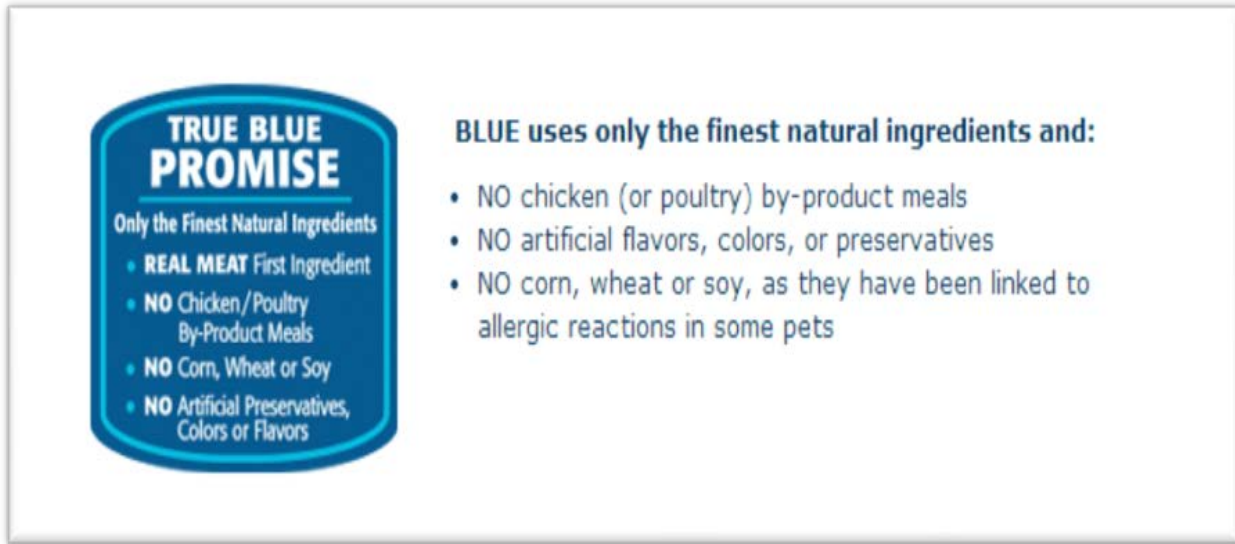 TRUE BLUE
PROMISE
Only the Finest Natural Ingredients
• REAL MEAT First Ingredient
• NO Chicken/Poultry
By-Product Meals
• NO Corn, Wheat or Soy
• NO Artificial Preservatives,
Colors or Flavors
BLUE uses only the finest natural ingredients and:
• NO chicken (or poultry) by-product meals
• NO artificial flavors, colors, or preservatives
• NO corn, wheat or soy, as they have been linked to
allergic reactions in some pets